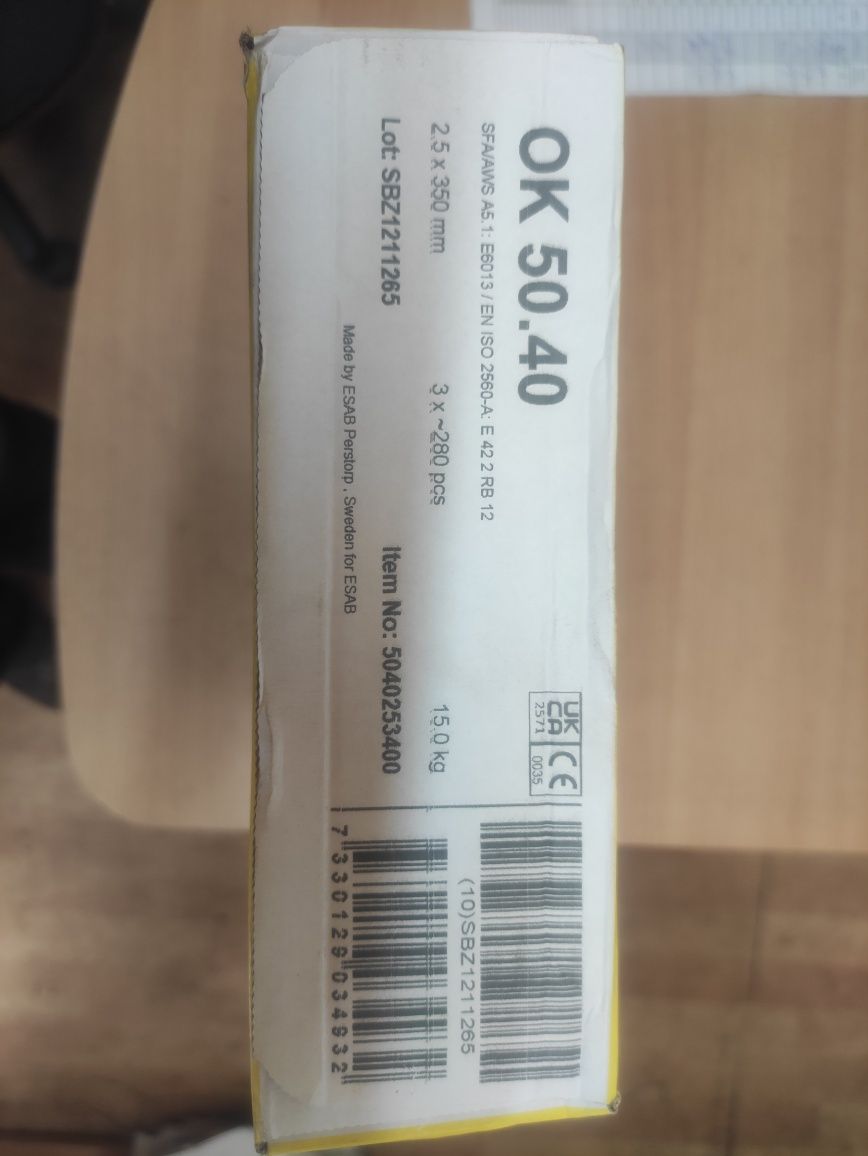 OK 50.40
SFA/AWS A5.1: E6013 / EN ISO 2560-A: E 42 2 RB 12
2.5 x 350 mm 3 x ~280 pcs 15.0 kg
Lot: SBZ1211265 Item No: 5040253400
Made by ESAB Perstorp , Sweden for ESAB
UK
CA
2571
CE
0035
(10)SBZ1211265
7 330129 034932